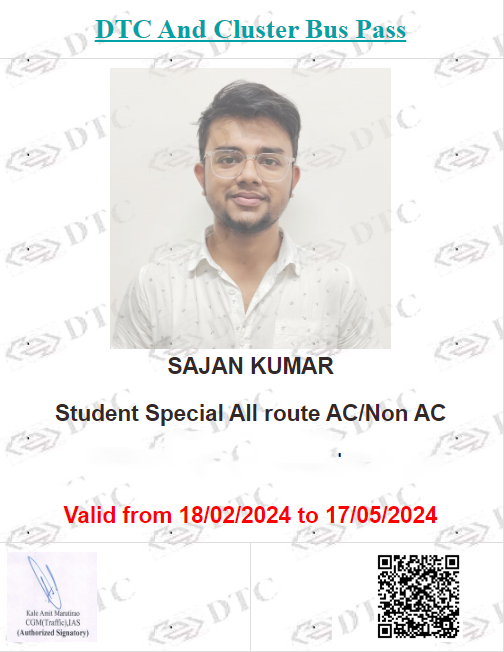 DTC And Cluster Bus Pass
SAJAN KUMAR
Student Special All route AC/Non AC
Valid from 18/02/2024 to 17/05/2024
Kale Amit Marutirao
CGM(Traffic),IAS
(Authorized Signatory)
DTC